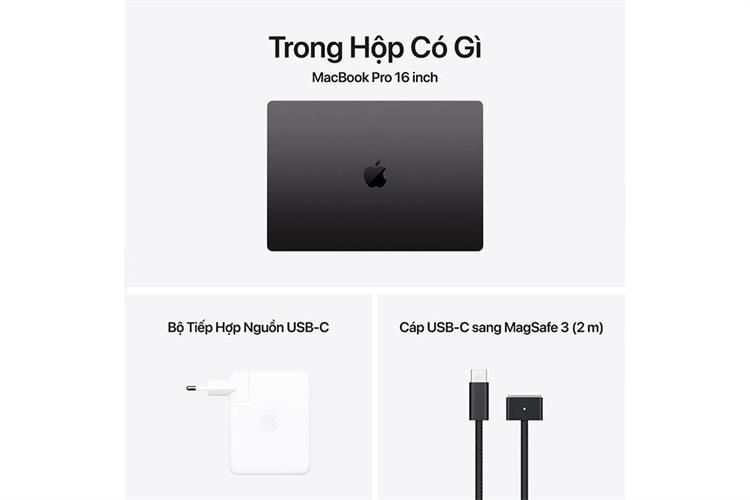 Trong Hộp Có Gì
MacBook Pro 16 inch
Bộ Tiếp Hợp Nguồn USB-C
Cáp USB-C sang MagSafe 3 (2 m)